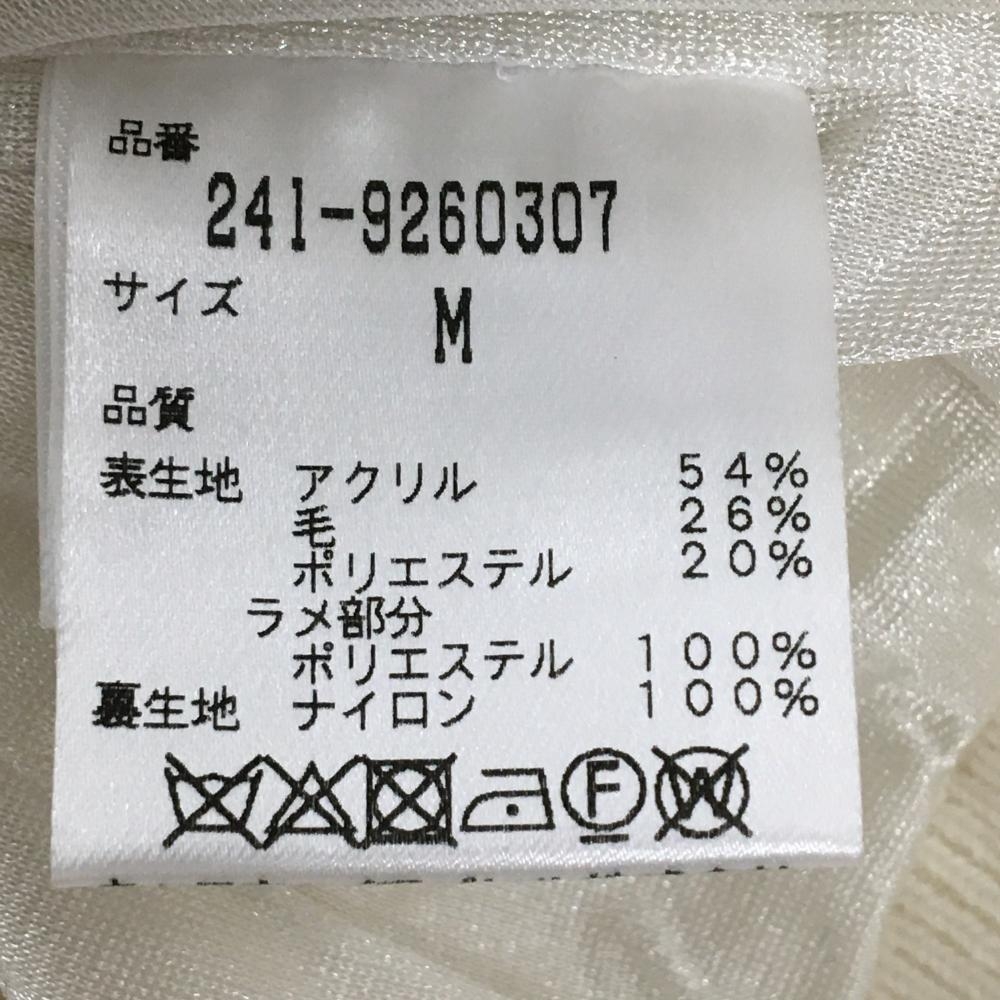 品番
241-9260307
サイズ
M
品質
表生地 アクリル 54%
毛 26%
ポリエステル 20%
ラメ部分
ポリエステル 100%
裏生地 ナイロン 100%
F W